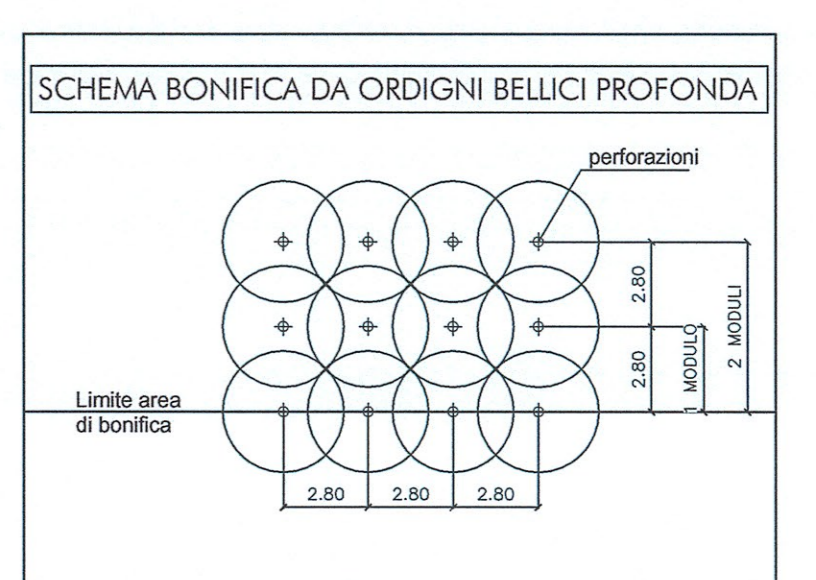 SCHEMA BONIFICA DA ORDIGNI BELLICI PROFONDA
perforazioni
2.80
2 MODULI
2.80
1 MODULO
Limite area
di bonifica
2.80 2.80 2.80